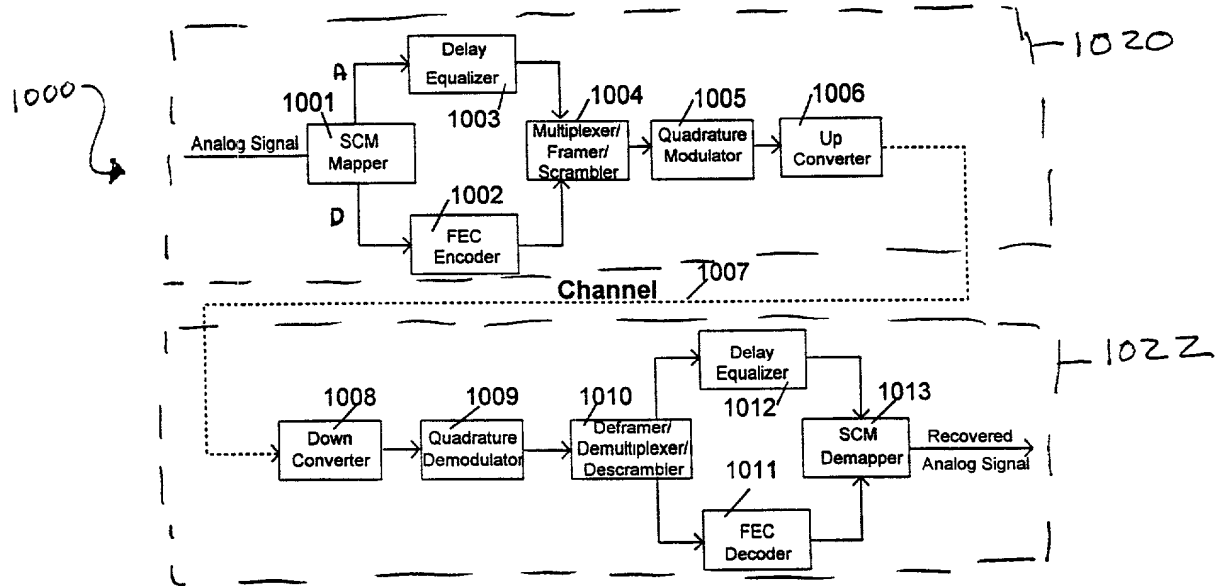 1000
1020
Analog Signal
1001
SCM
Mapper
A
D
Delay
Equalizer
1003
1002
FEC
Encoder
1004
Multiplexer/
Framer/
Scrambler
1005
Quadrature
Modulator
1006
Up
Converter
Channel
1007
1022
1008
Down
Converter
1009
Quadrature
Demodulator
1010
Deframer/
Demultiplexer/
Descrambler
Delay
Equalizer
1012
1011
FEC
Decoder
1013
SCM
Demapper
Recovered
Analog Signal